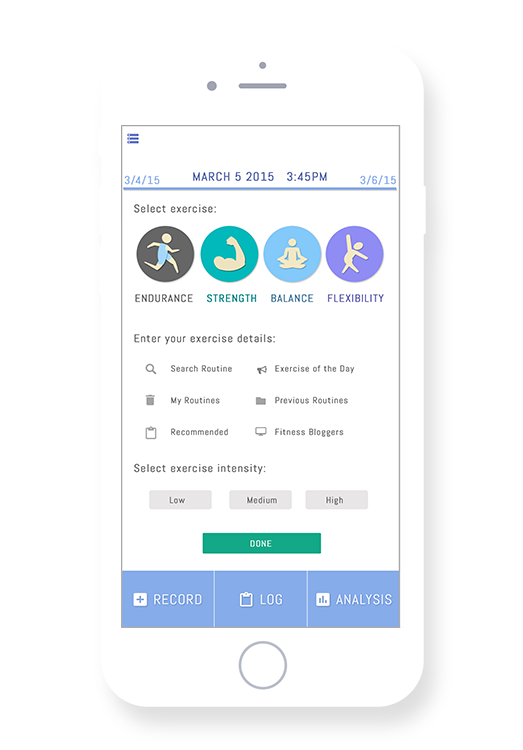 3/4/15 MARCH 5 2015 3:45PM 3/6/15
Select exercise:
ENDURANCE STRENGTH BALANCE FLEXIBILITY
Enter your exercise details:
Search Routine Exercise of the Day
My Routines Previous Routines
Recommended Fitness Bloggers
Select exercise intensity:
Low Medium High
DONE
RECORD LOG ANALYSIS